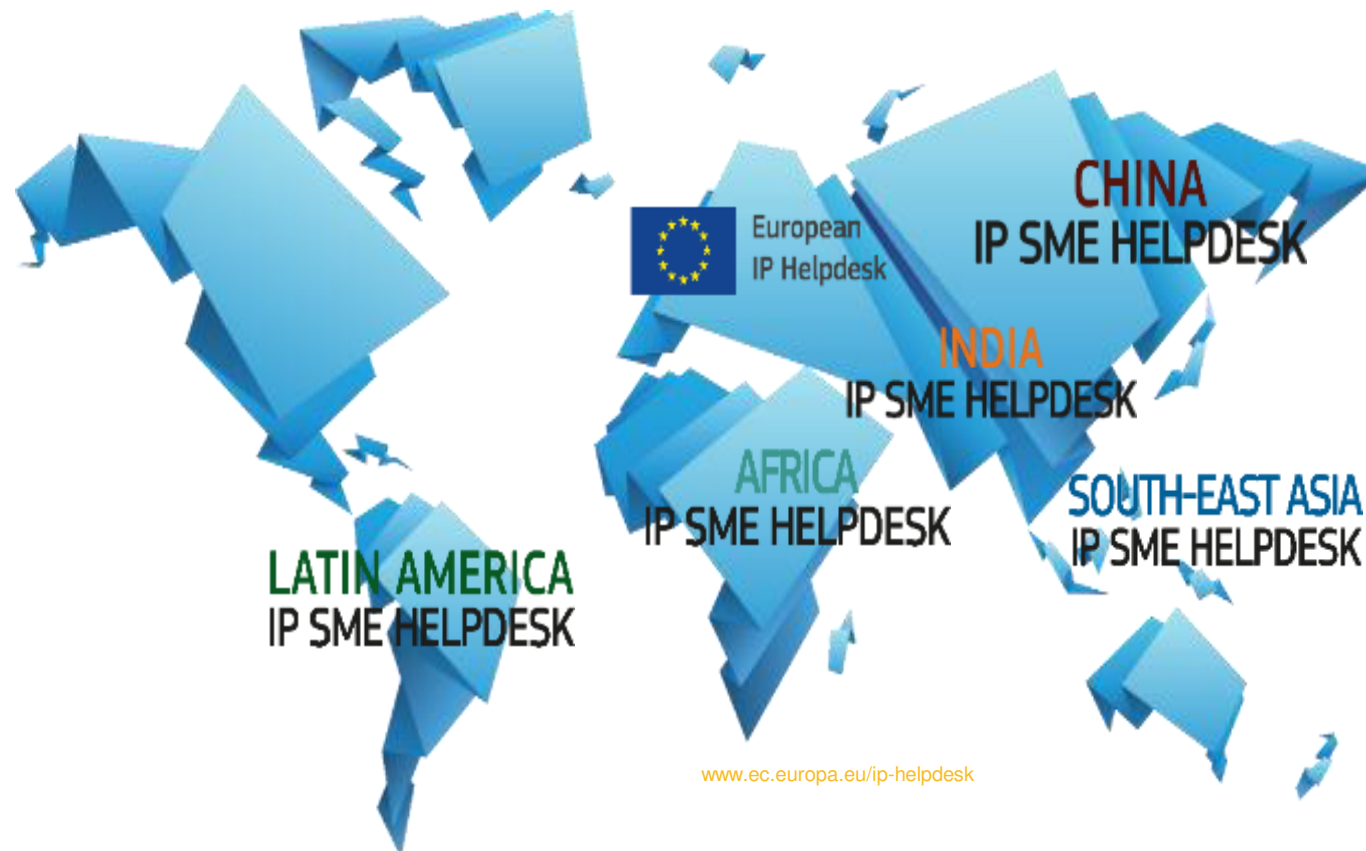 CHINA
IP SME HELPDESK
European
IP Helpdesk
INDIA
IP SME HELPDESK
AFRICA
IP SME HELPDESK
SOUTH-EAST ASIA
IP SME HELPDESK
LATIN AMERICA
IP SME HELPDESK
www.ec.europa.eu/ip-helpdesk